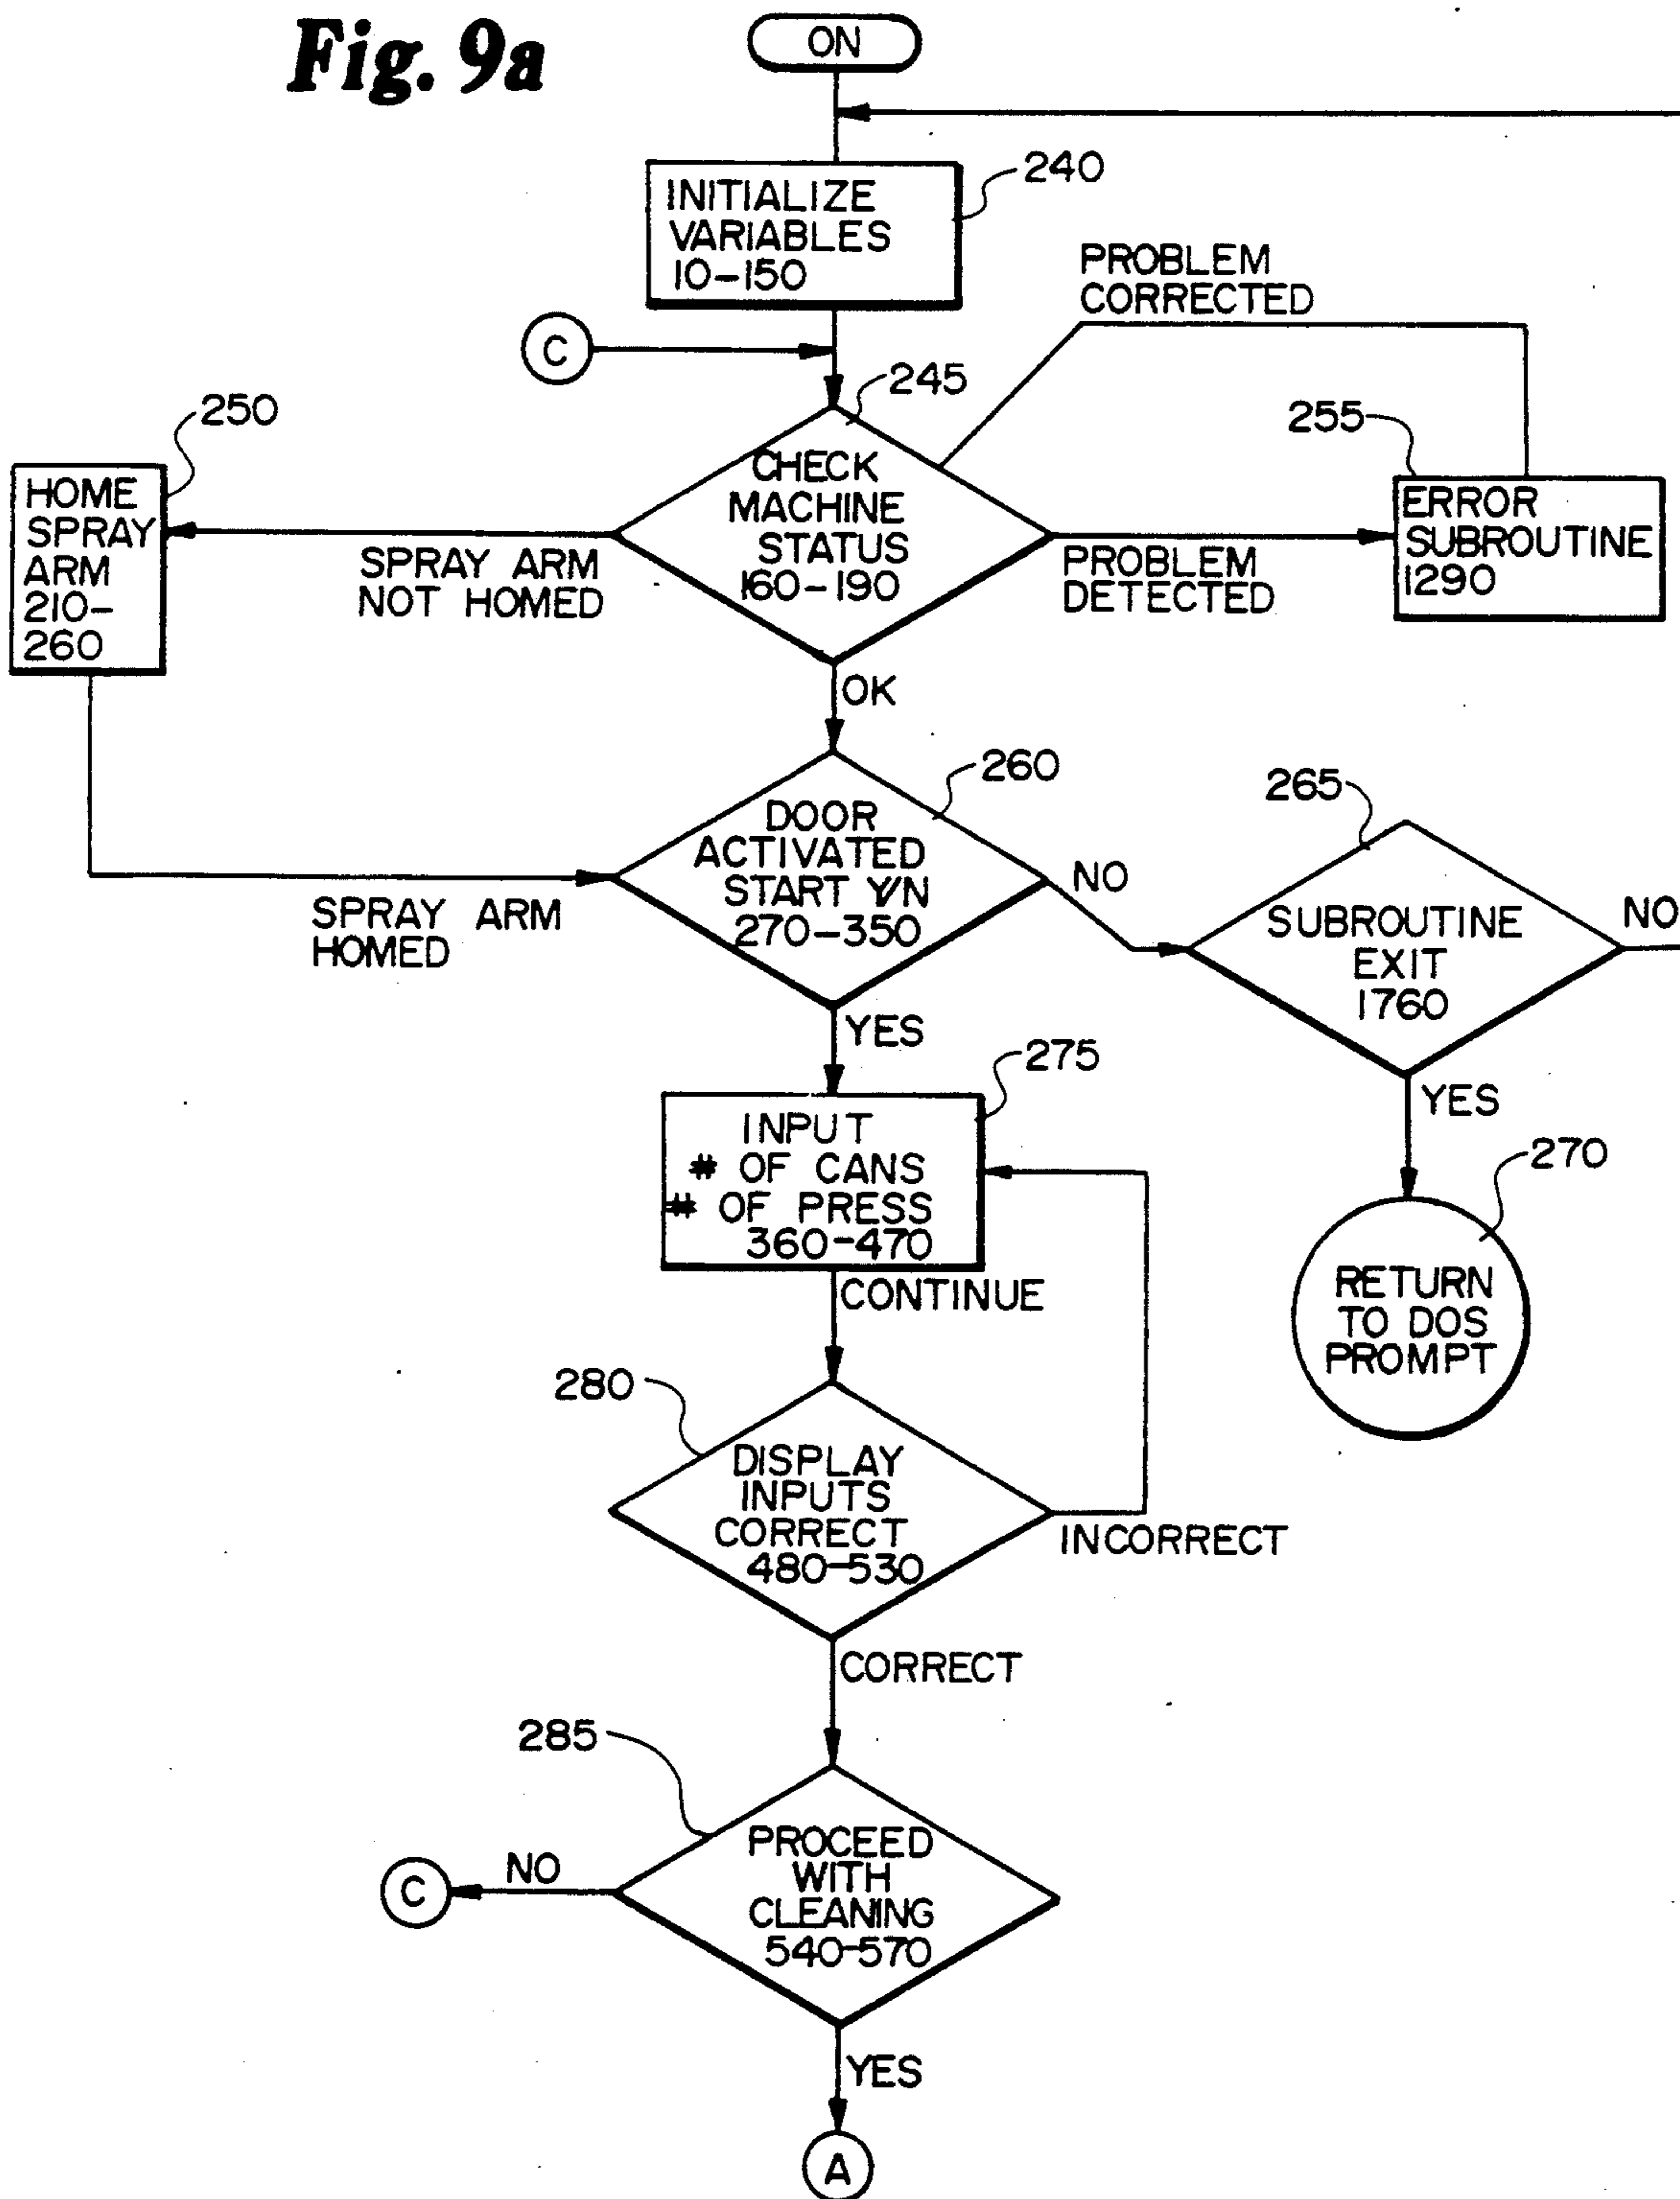 Fig. 9a
ON
240
INITIALIZE
VARIABLES
10-150
PROBLEM
CORRECTED
C
245
250
255
CHECK
MACHINE
STATUS
160-190
HOME
SPRAY
ARM
210-
260
ERROR
SUBROUTINE
1290
SPRAY ARM
NOT HOMED
PROBLEM
DETECTED
OK
260
265
DOOR
ACTIVATED
START Y/N
270-350
NO
NO
SPRAY ARM
HOMED
SUBROUTINE
EXIT
1760
YES
275
YES
INPUT
# OF CANS
# OF PRESS
360-470
270
RETURN
TO DOS
PROMPT
CONTINUE
280
DISPLAY
INPUTS
CORRECT
480-530
INCORRECT
CORRECT
285
PROCEED
WITH
CLEANING
540-570
NO
C
YES
A